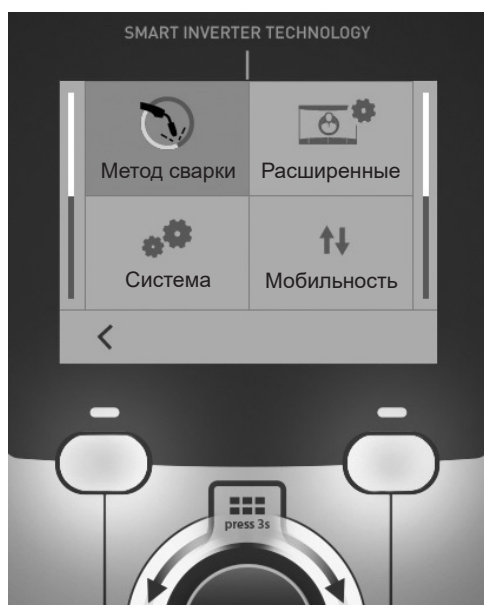 SMART INVERTER TECHNOLOGY
Метод сварки
Расширенные
Система
Мобильность
press 3s